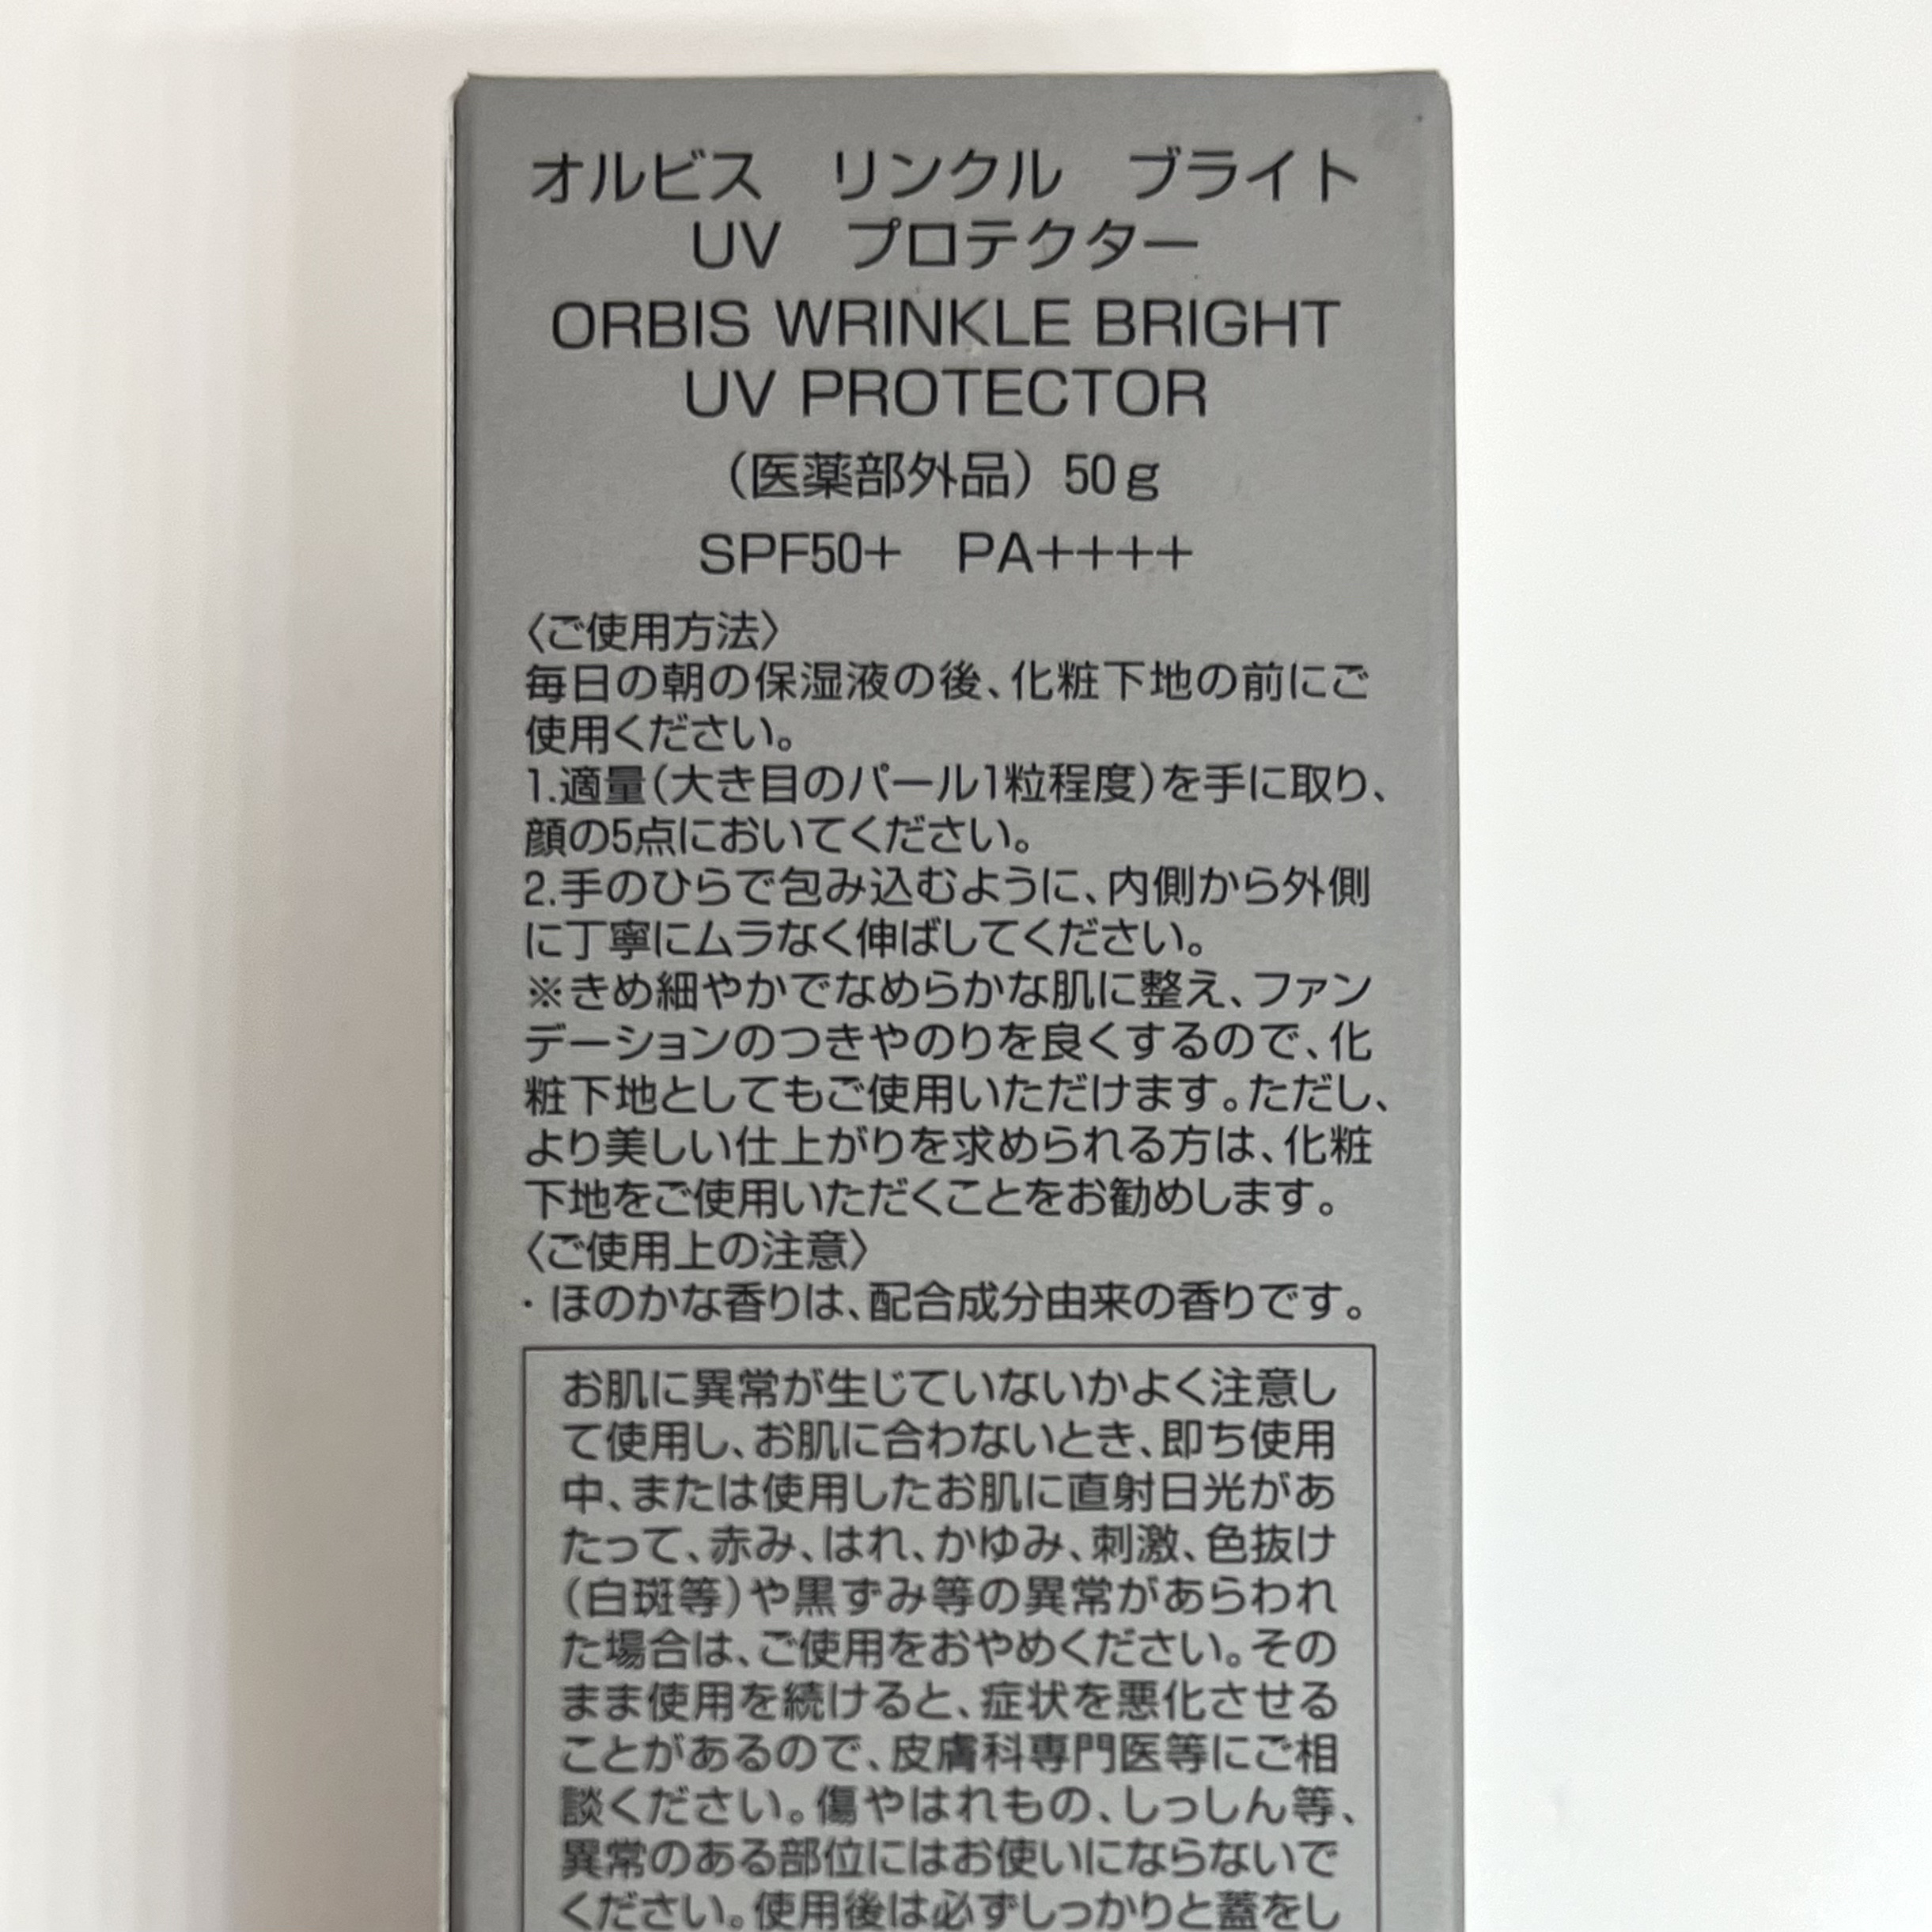 オルビス　リンクル　ブライト
UV　プロテクター
ORBIS WRINKLE BRIGHT
UV PROTECTOR
（医薬部外品）50g
SPF50+　PA++++
〈ご使用方法〉
毎日の朝の保湿液の後、化粧下地の前にご
使用ください。
1.適量（大き目のパール1粒程度）を手に取り、
顔の5点においてください。
2.手のひらで包み込むように、内側から外側
に丁寧にムラなく伸ばしてください。
※きめ細やかでなめらかな肌に整え、ファン
デーションのつきやのりを良くするので、化
粧下地としてもご使用いただけます。ただし、
より美しい仕上がりを求められる方は、化粧
下地をご使用いただくことをお勧めします。
〈ご使用上の注意〉
・ほのかな香りは、配合成分由来の香りです。
お肌に異常が生じていないかよく注意し
て使用し、お肌に合わないとき、即ち使用
中、または使用したお肌に直射日光があ
たって、赤み、はれ、かゆみ、刺激、色抜け
（白斑等）や黒ずみ等の異常があらわれ
た場合は、ご使用をおやめください。その
まま使用を続けると、症状を悪化させる
ことがあるので、皮膚科専門医等にご相
談ください。傷やはれもの、しっしん等、
異常のある部位にはお使いにならないで
ください。使用後は必ずしっかりと蓋をし